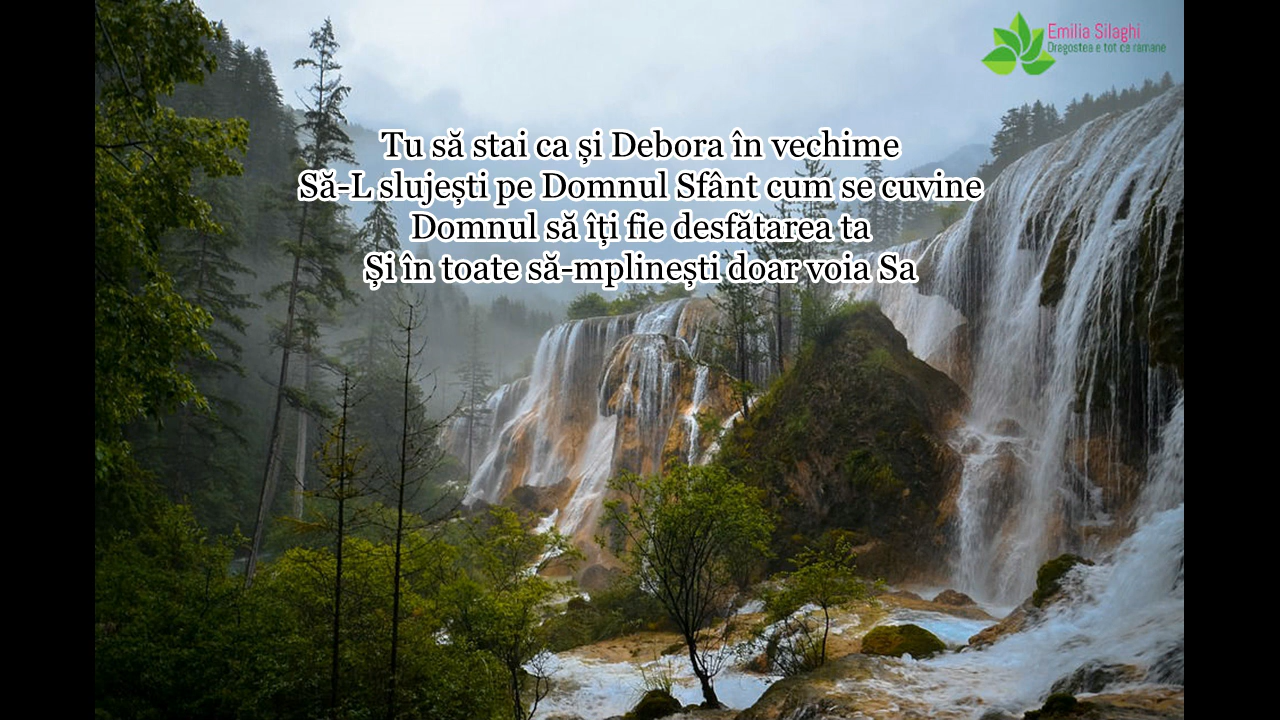 Emilia Silaghi
Dragostea e tot ce ramane
Tu să stai ca și Debora în vechime
Să-L slujești pe Domnul Sfânt cum se cuvine
Domnul să îți fie desfătarea ta
Și în toate să-mplinești doar voia Sa